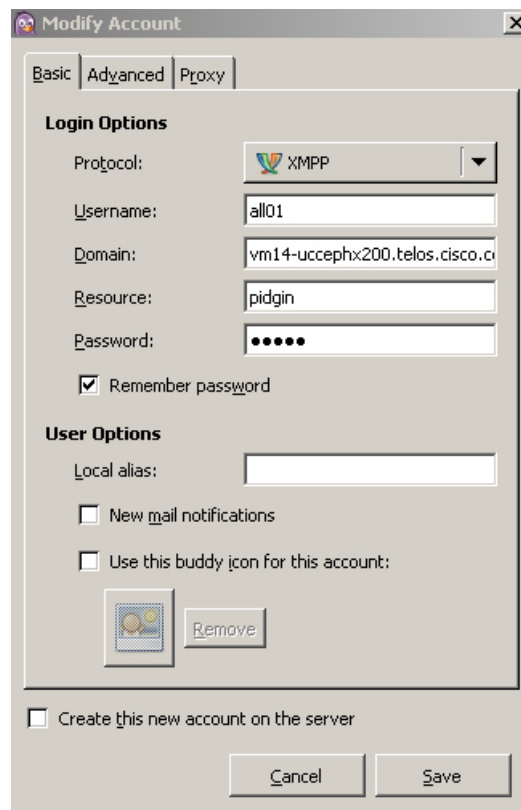 Modify Account
Basic
Advanced
Proxy
Login Options
Protocol:
XMPP
Username:
all01
Domain:
vm14-uccephx200.telos.cisco.c
Resource:
pidgin
Password:
●●●●●
Remember password
User Options
Local alias:
New mail notifications
Use this buddy icon for this account:
Remove
Create this new account on the server
Cancel
Save